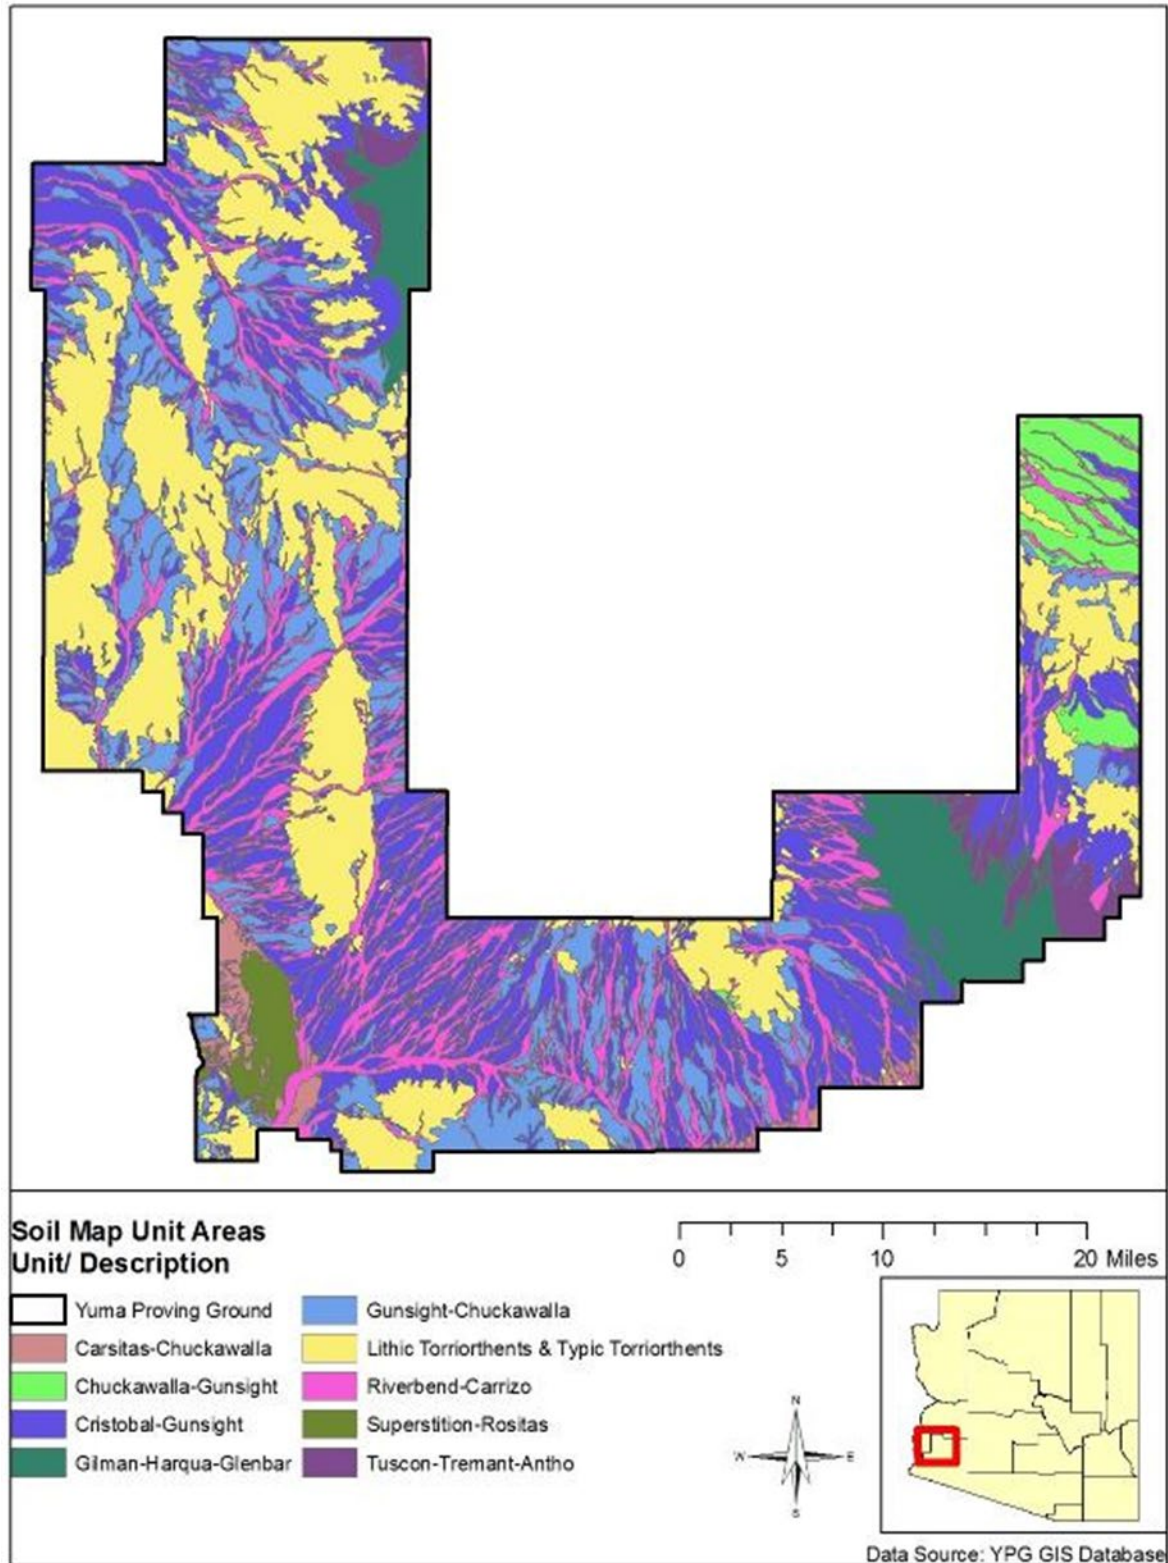 Soil Map Unit Areas
Unit/ Description
Yuma Proving Ground
Carsitas-Chuckawalla
Chuckawalla-Gunsight
Cristobal-Gunsight
Gilman-Harqua-Glenbar
Gunsight-Chuckawalla
Lithic Torriorthents & Typic Torriorthents
Riverbend-Carrizo
Superstition-Rositas
Tuscon-Tremant-Antho
0 5 10 20 Miles
N
W E
S
Data Source: YPG GIS Database